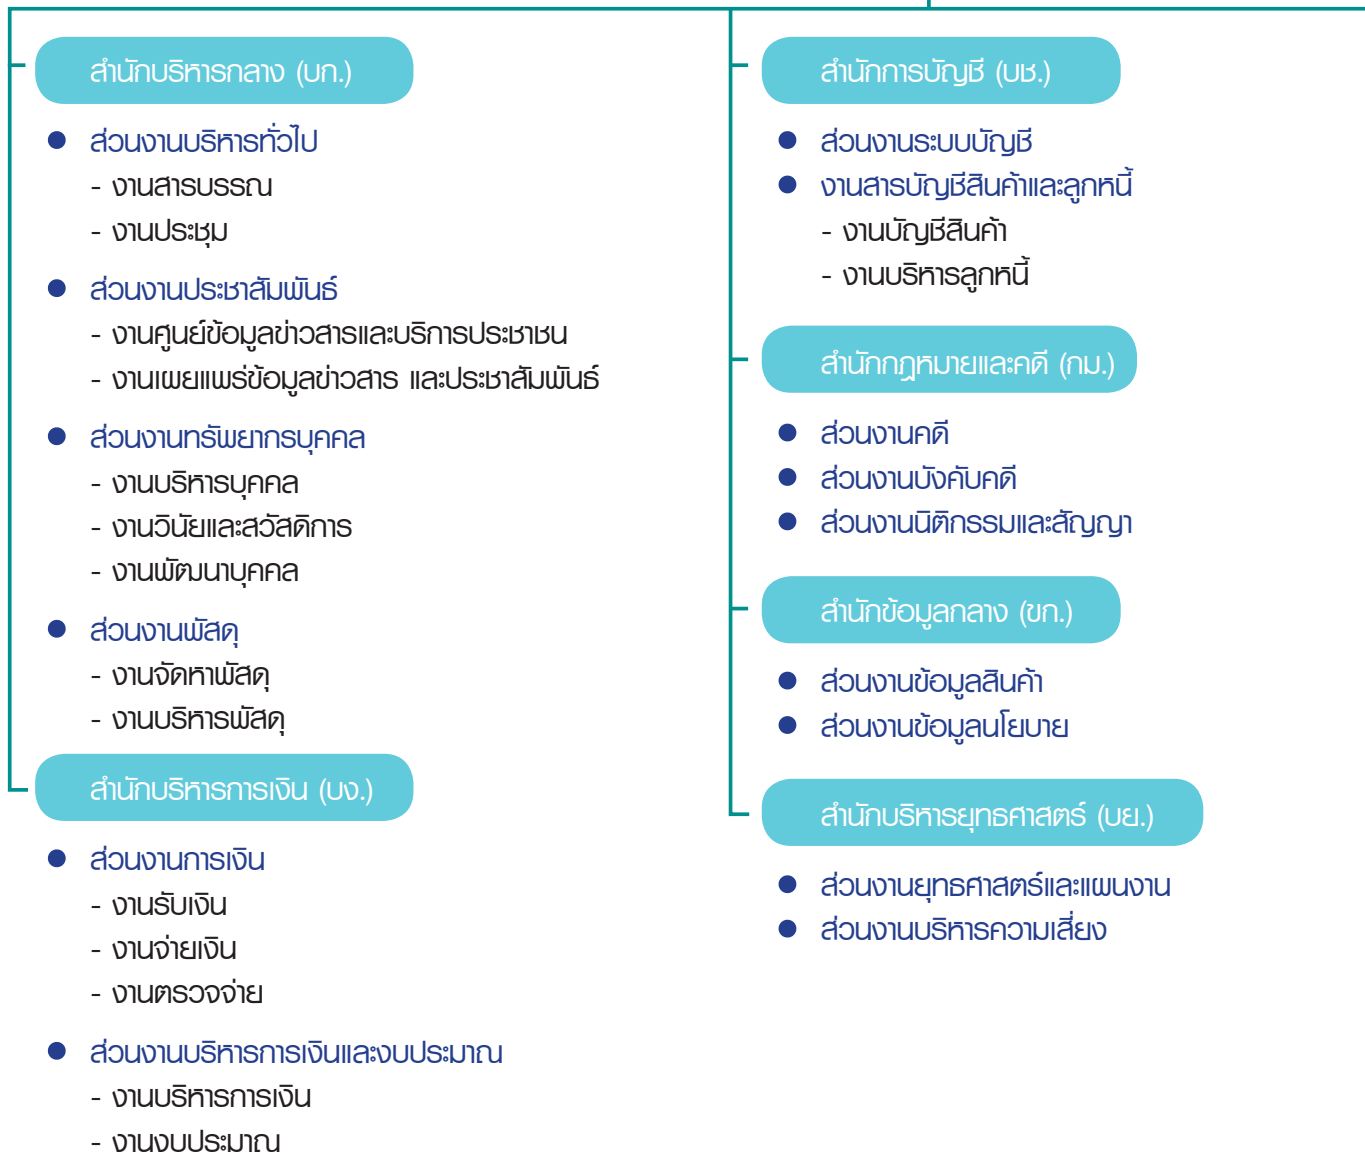 สำนักบริหารกลาง (บก.)
● ส่วนงานบริหารทั่วไป
- งานสารบรรณ
- งานประชุม
● ส่วนงานประชาสัมพันธ์
- งานศูนย์ข้อมูลข่าวสารและบริการประชาชน
- งานเผยแพร่ข้อมูลข่าวสาร และประชาสัมพันธ์
● ส่วนงานทรัพยากรบุคคล
- งานบริหารบุคคล
- งานวินัยและสวัสดิการ
- งานพัฒนาบุคคล
● ส่วนงานพัสดุ
- งานจัดหาพัสดุ
- งานบริหารพัสดุ
สำนักบริหารการเงิน (บง.)
● ส่วนงานการเงิน
- งานรับเงิน
- งานจ่ายเงิน
- งานตรวจจ่าย
● ส่วนงานบริหารการเงินและงบประมาณ
- งานบริหารการเงิน
- งานงบประมาณ
สำนักการบัญชี (บช.)
● ส่วนงานระบบบัญชี
● งานสารบัญชีสินค้าและลูกหนี้
- งานบัญชีสินค้า
- งานบริหารลูกหนี้
สำนักกฎหมายและคดี (กม.)
● ส่วนงานคดี
● ส่วนงานบังคับคดี
● ส่วนงานนิติกรรมและสัญญา
สำนักข้อมูลกลาง (ขก.)
● ส่วนงานข้อมูลสินค้า
● ส่วนงานข้อมูลนโยบาย
สำนักบริหารยุทธศาสตร์ (บย.)
● ส่วนงานยุทธศาสตร์และแผนงาน
● ส่วนงานบริหารความเสี่ยง